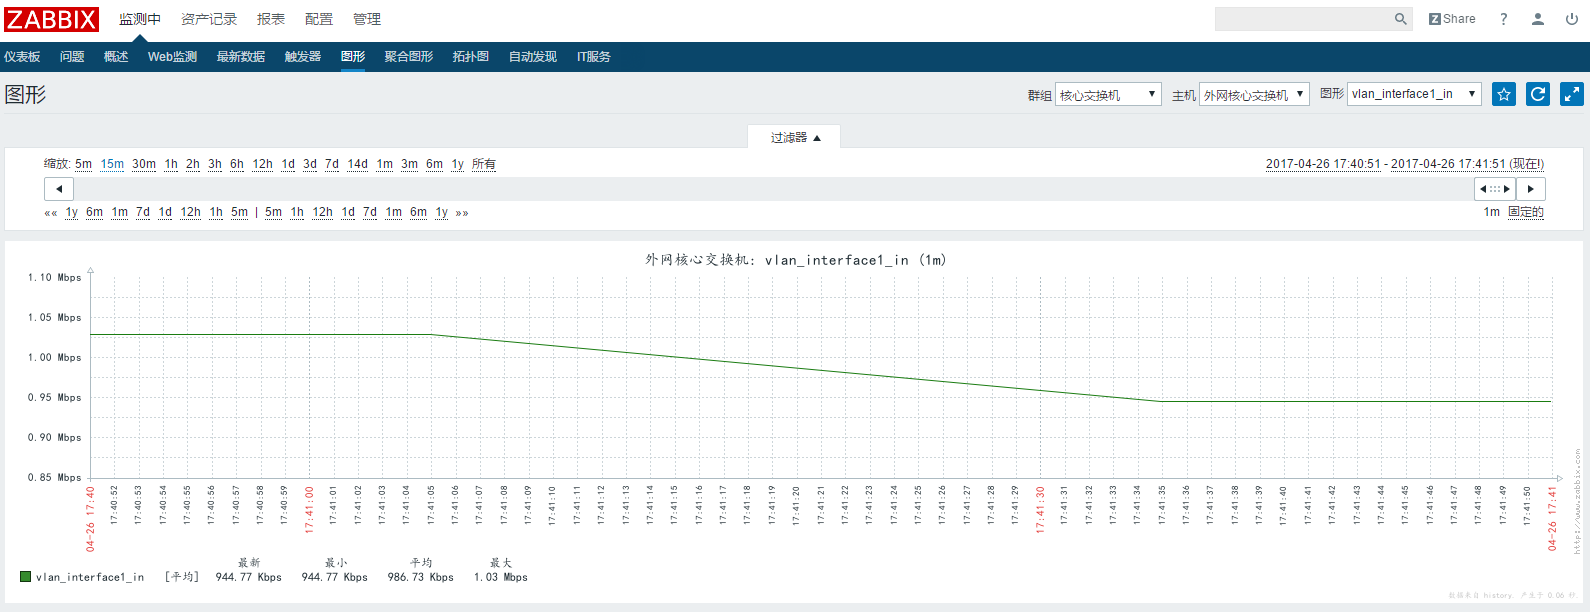 ZABBIX 监测中 资产记录 报表 配置 管理 Z Share ?
仪表板 问题 概述 Web监测 最新数据 触发器 图形 聚合图形 拓扑图 自动发现 IT服务
图形 群组 核心交换机 ▼ 主机 外网核心交换机 ▼ 图形 vlan_interface1_in ▼
过滤器 ▲
缩放: 5m 15m 30m 1h 2h 3h 6h 12h 1d 3d 7d 14d 1m 3m 6m 1y 所有 2017-04-26 17:40:51 - 2017-04-26 17:41:51 (现在!)
«« 1y 6m 1m 7d 1d 12h 1h 5m | 5m 1h 12h 1d 7d 1m 6m 1y »» 1m 固定的
外网核心交换机: vlan_interface1_in (1m)
1.10 Mbps
1.05 Mbps
1.00 Mbps
0.95 Mbps
0.90 Mbps
0.85 Mbps
04-26 17:40 17:40:52 17:40:53 17:40:54 17:40:55 17:40:56 17:40:57 17:40:58 17:40:59 17:41:00 17:41:01 17:41:02 17:41:03 17:41:04 17:41:05 17:41:06 17:41:07 17:41:08 17:41:09 17:41:10 17:41:11 17:41:12 17:41:13 17:41:14 17:41:15 17:41:16 17:41:17 17:41:18 17:41:19 17:41:20 17:41:21 17:41:22 17:41:23 17:41:24 17:41:25 17:41:26 17:41:27 17:41:28 17:41:29 17:41:30 17:41:31 17:41:32 17:41:33 17:41:34 17:41:35 17:41:36 17:41:37 17:41:38 17:41:39 17:41:40 17:41:41 17:41:42 17:41:43 17:41:44 17:41:45 17:41:46 17:41:47 17:41:48 17:41:49 17:41:50 04-26 17:41
http://www.zabbix.com
最新 最小 平均 最大
vlan_interface1_in [平均] 944.77 Kbps 944.77 Kbps 986.73 Kbps 1.03 Mbps
数据来自 history. 产生于 0.06 秒.